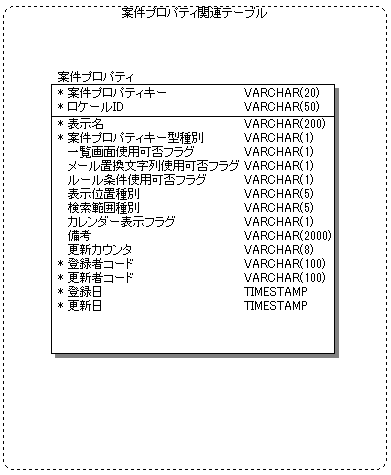 案件プロパティ関連テーブル
案件プロパティ
* 案件プロパティキー VARCHAR(20)
* ロケールID VARCHAR(50)
* 表示名 VARCHAR(200)
* 案件プロパティキー型種別 VARCHAR(1)
一覧画面使用可否フラグ VARCHAR(1)
メール置換文字列使用可否フラグ VARCHAR(1)
ルール条件使用可否フラグ VARCHAR(1)
表示位置種別 VARCHAR(5)
検索範囲種別 VARCHAR(5)
カレンダー表示フラグ VARCHAR(1)
備考 VARCHAR(2000)
更新カウンタ VARCHAR(8)
* 登録者コード VARCHAR(100)
* 更新者コード VARCHAR(100)
* 登録日 TIMESTAMP
* 更新日 TIMESTAMP